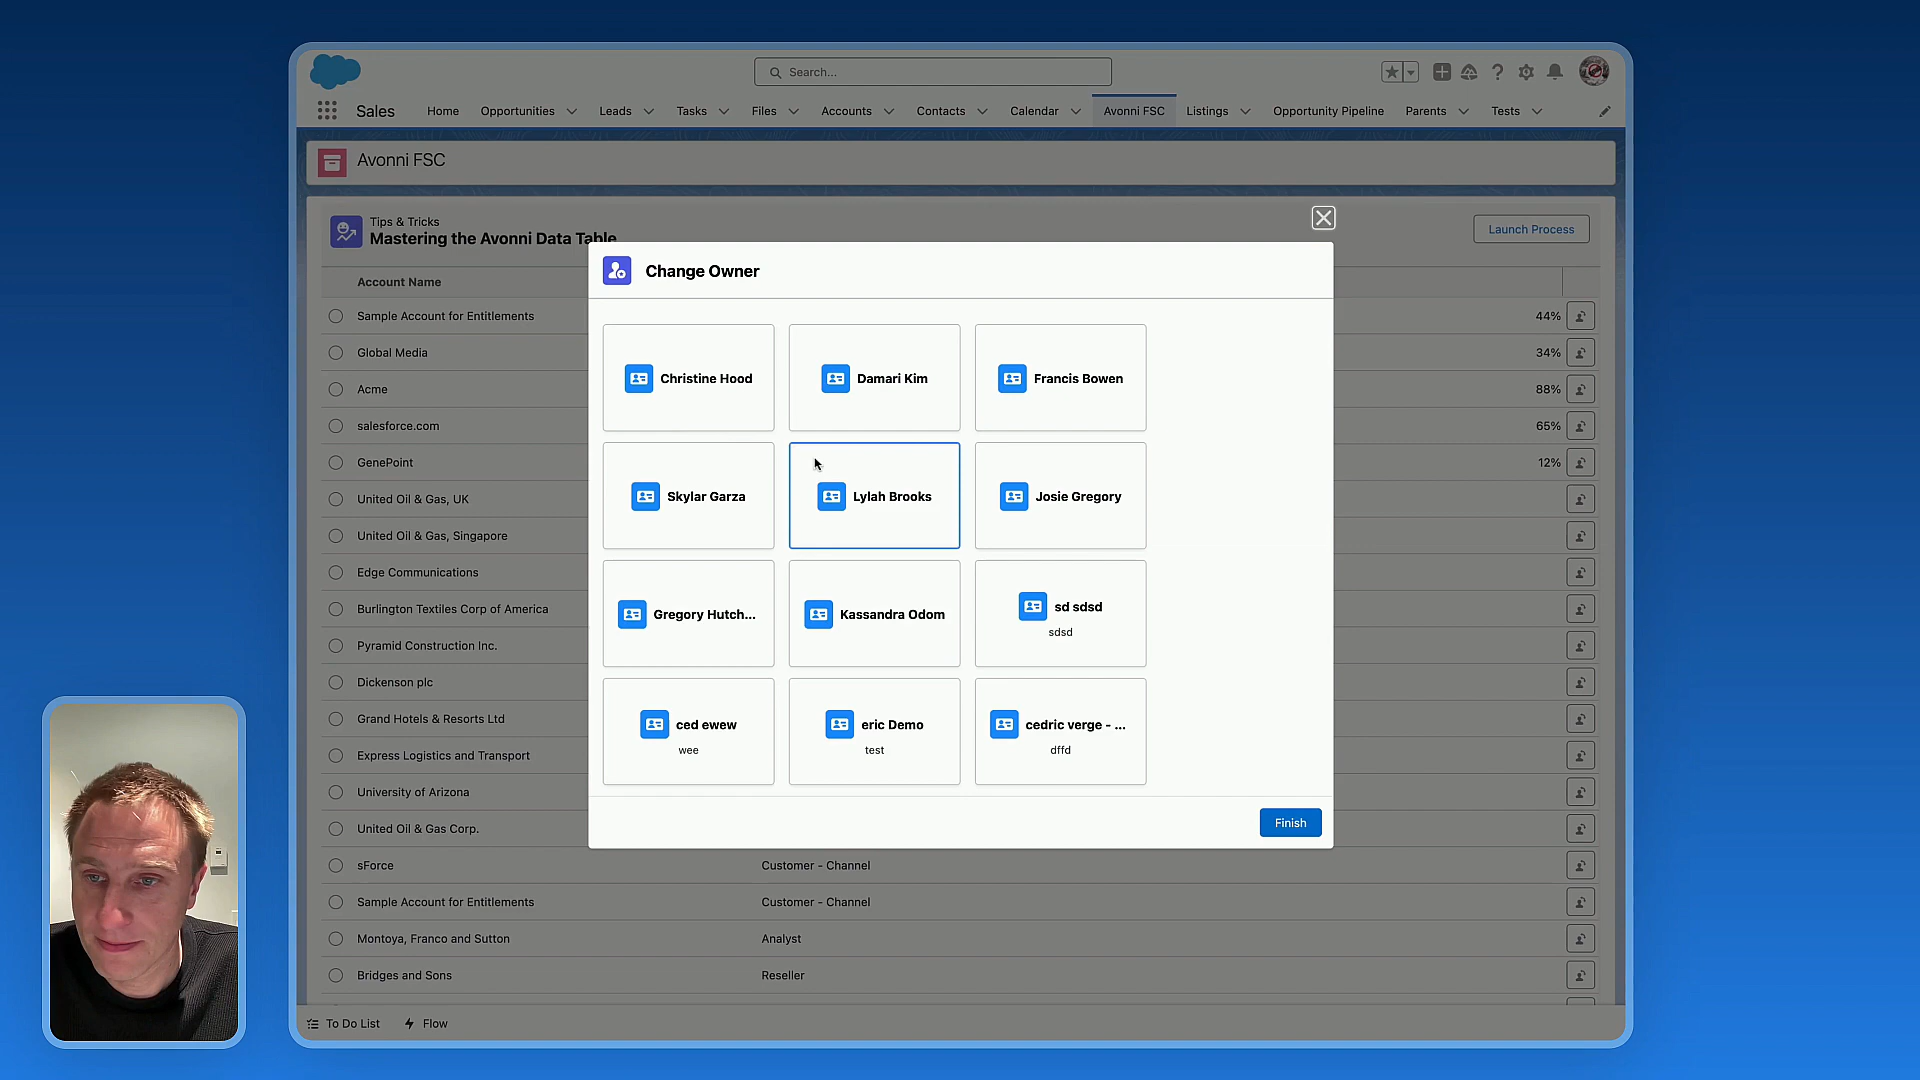 Search...
Sales
Home
Opportunities
Leads
Tasks
Files
Accounts
Contacts
Calendar
Avonni FSC
Listings
Opportunity Pipeline
Parents
Tests
Avonni FSC
Tips & Tricks
Mastering the Avonni Data Table
Launch Process
Account Name
Sample Account for Entitlements
44%
Global Media
34%
Acme
88%
salesforce.com
65%
GenePoint
12%
United Oil & Gas, UK
United Oil & Gas, Singapore
Edge Communications
Burlington Textiles Corp of America
Pyramid Construction Inc.
Dickenson plc
Grand Hotels & Resorts Ltd
Express Logistics and Transport
University of Arizona
United Oil & Gas Corp.
sForce
Customer - Channel
Sample Account for Entitlements
Customer - Channel
Montoya, Franco and Sutton
Analyst
Bridges and Sons
Reseller
Change Owner
Christine Hood
Damari Kim
Francis Bowen
Skylar Garza
Lylah Brooks
Josie Gregory
Gregory Hutch...
Kassandra Odom
sd sdsd
sdsd
ced ewew
wee
eric Demo
test
cedric verge - ...
dffd
Finish
To Do List
Flow